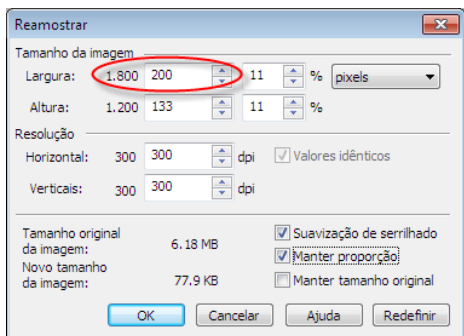 Reamostrar
Tamanho da imagem
Largura: 1.800 200 11 % pixels
Altura: 1.200 133 11 %
Resolução
Horizontal: 300 300 dpi Valores idênticos
Verticais: 300 300 dpi
Tamanho original da imagem: 6.18 MB
Novo tamanho da imagem: 77.9 KB
Suavização de serrilhado
Manter proporção
Manter tamanho original
OK Cancelar Ajuda Redefinir